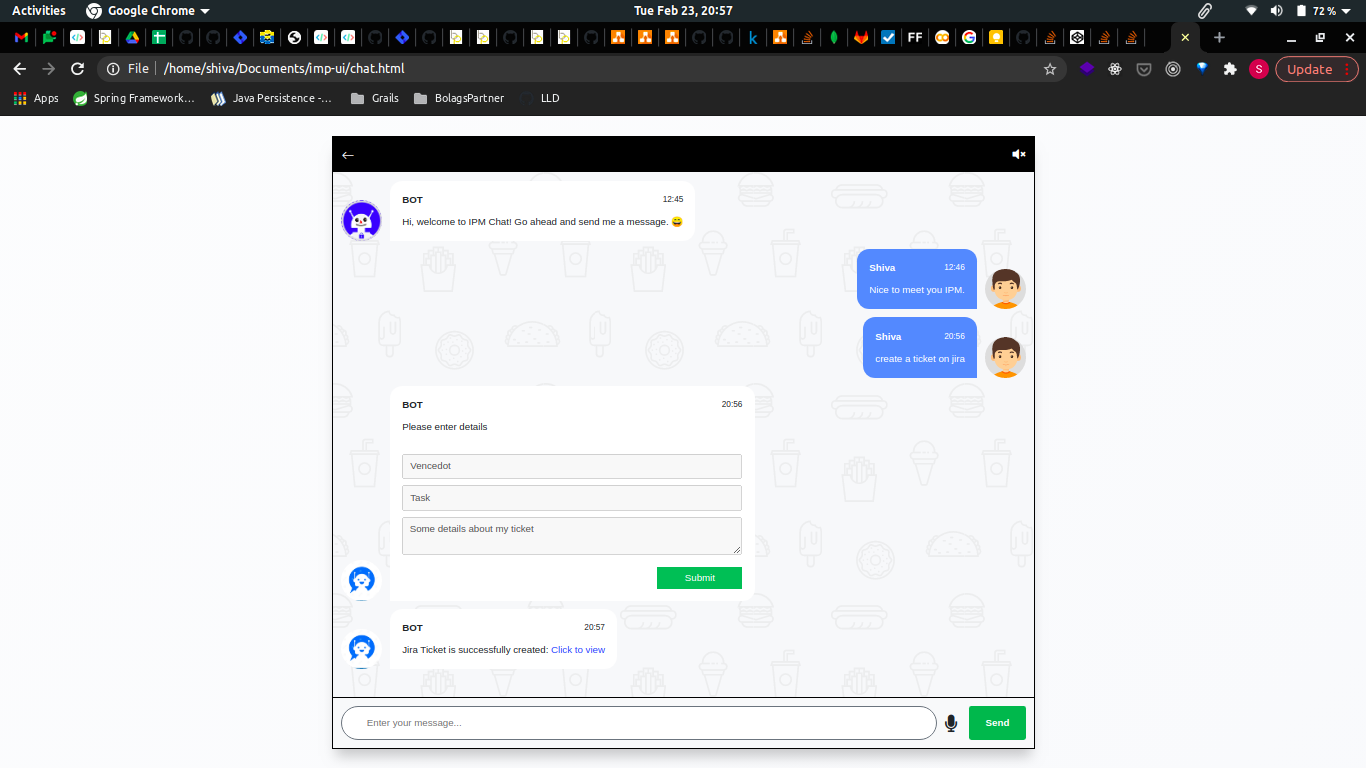 Activities Google Chrome Tue Feb 23, 20:57 72 %
FF
File /home/shiva/Documents/imp-ui/chat.html S Update
Apps Spring Framework... Java Persistence -... Grails BolagsPartner LLD
BOT 12:45
Hi, welcome to IPM Chat! Go ahead and send me a message. 😄
Shiva 12:46
Nice to meet you IPM.
Shiva 20:56
create a ticket on jira
BOT 20:56
Please enter details
Vencedot
Task
Some details about my ticket
Submit
BOT 20:57
Jira Ticket is successfully created: Click to view
Enter your message... Send